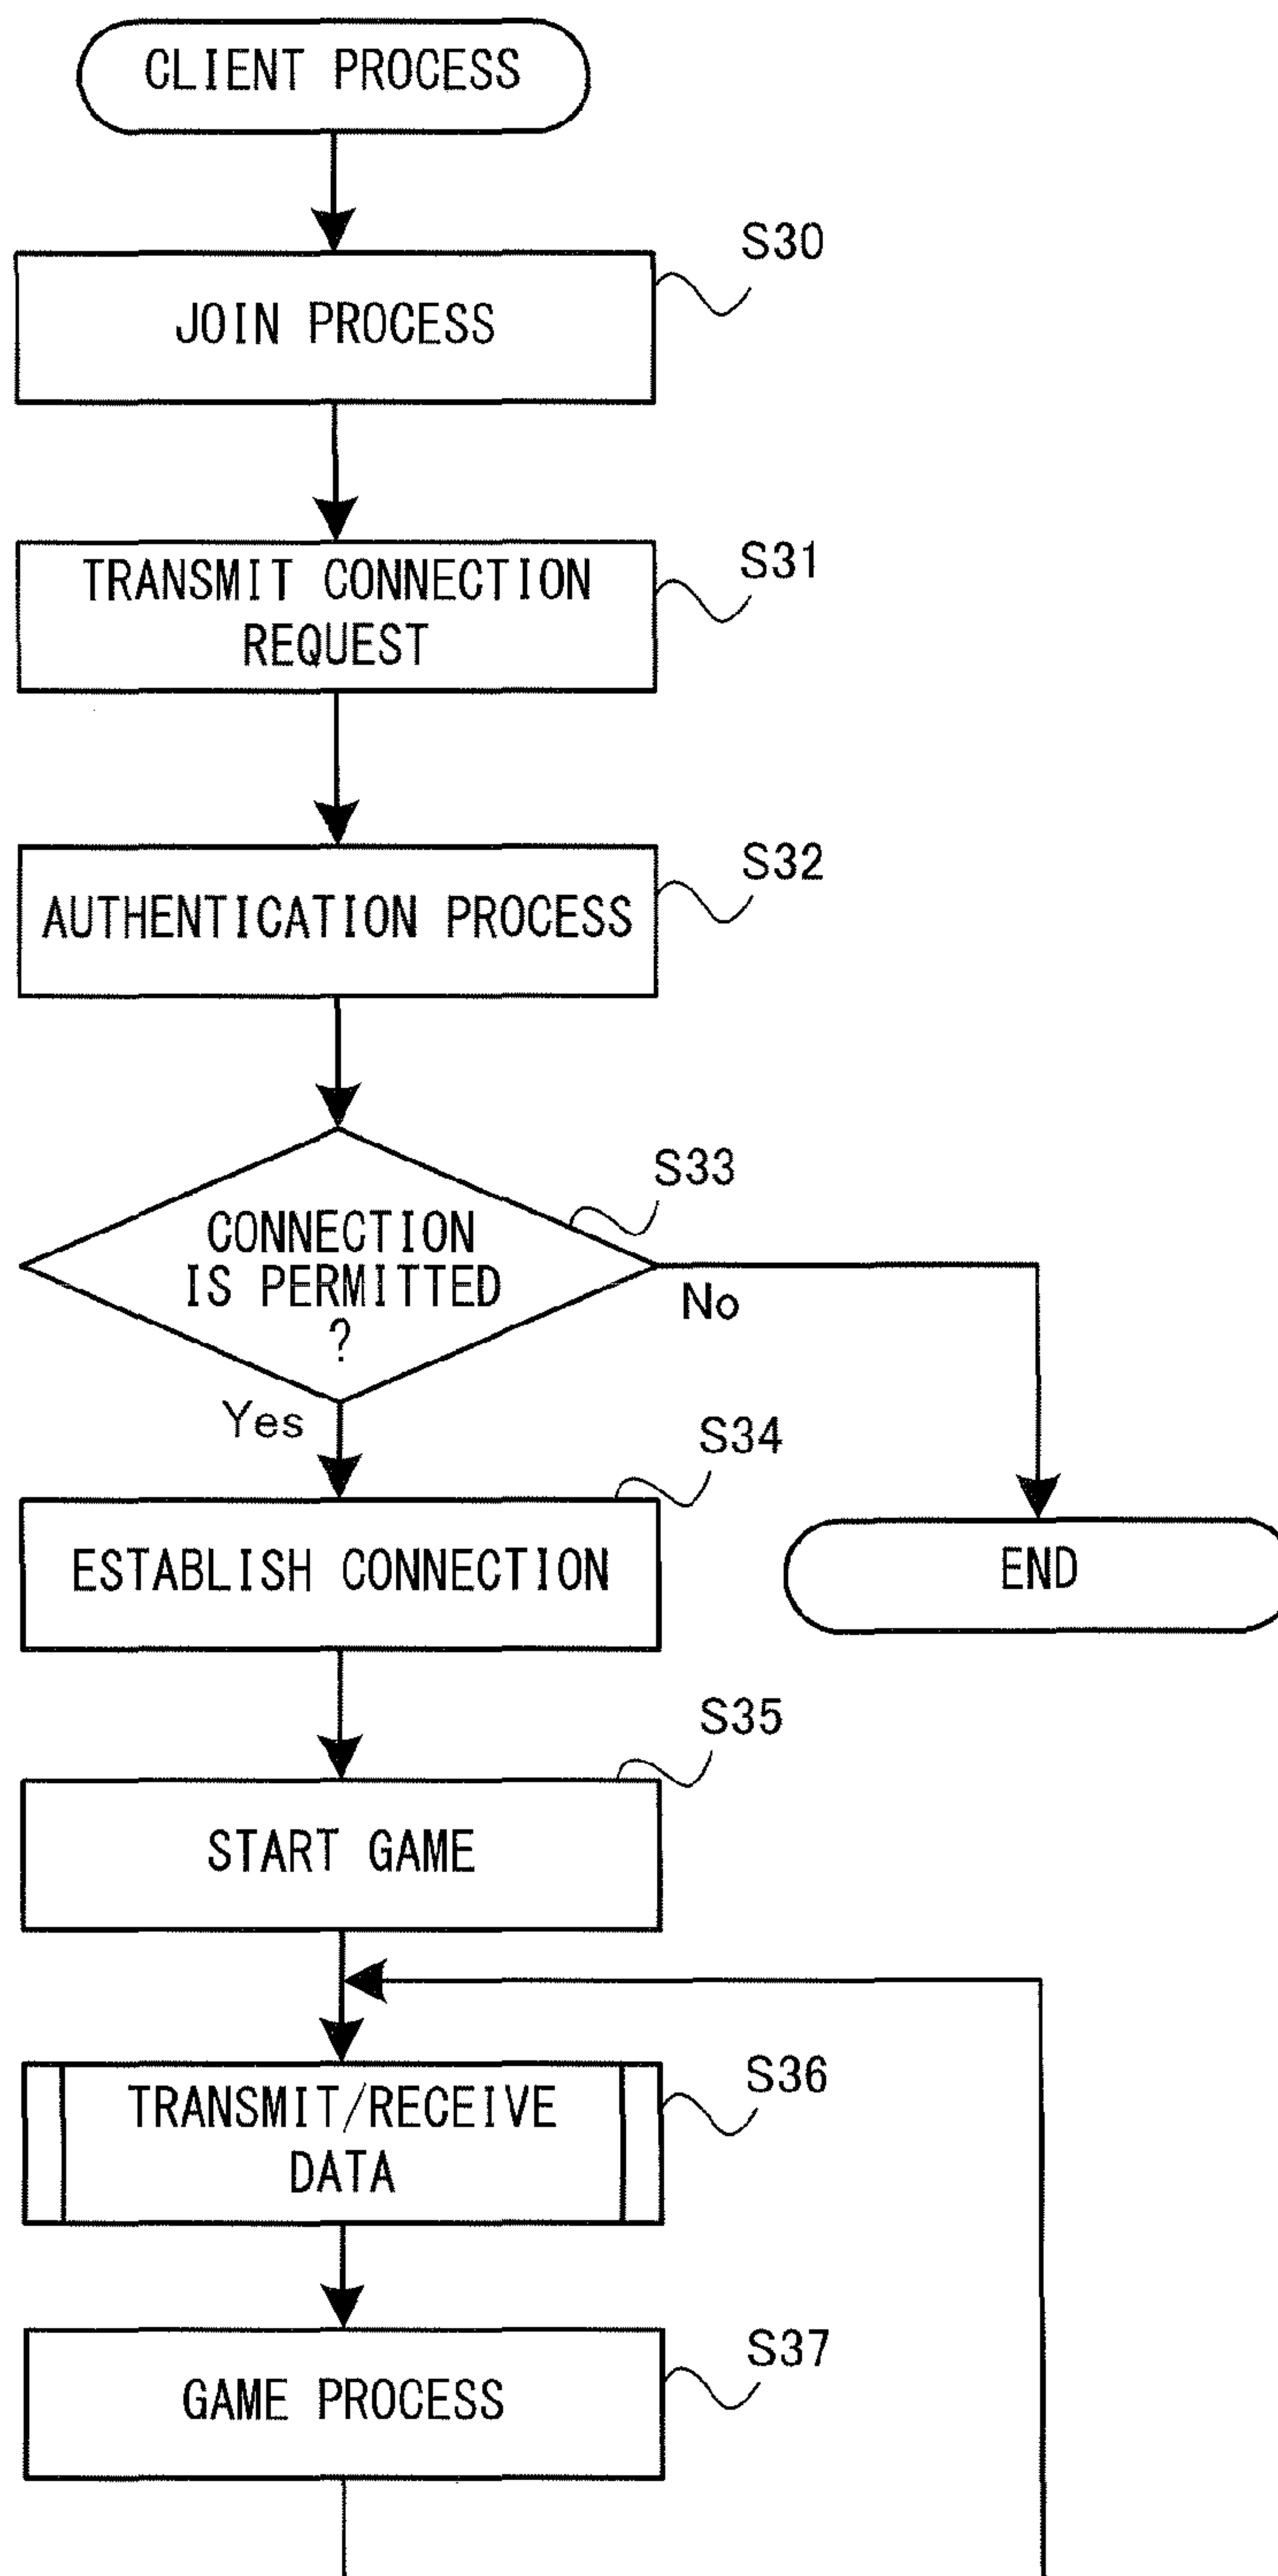 CLIENT PROCESS
S30
JOIN PROCESS
S31
TRANSMIT CONNECTION
REQUEST
S32
AUTHENTICATION PROCESS
S33
CONNECTION
IS PERMITTED
?
No
Yes
S34
ESTABLISH CONNECTION
END
S35
START GAME
S36
TRANSMIT/RECEIVE
DATA
S37
GAME PROCESS